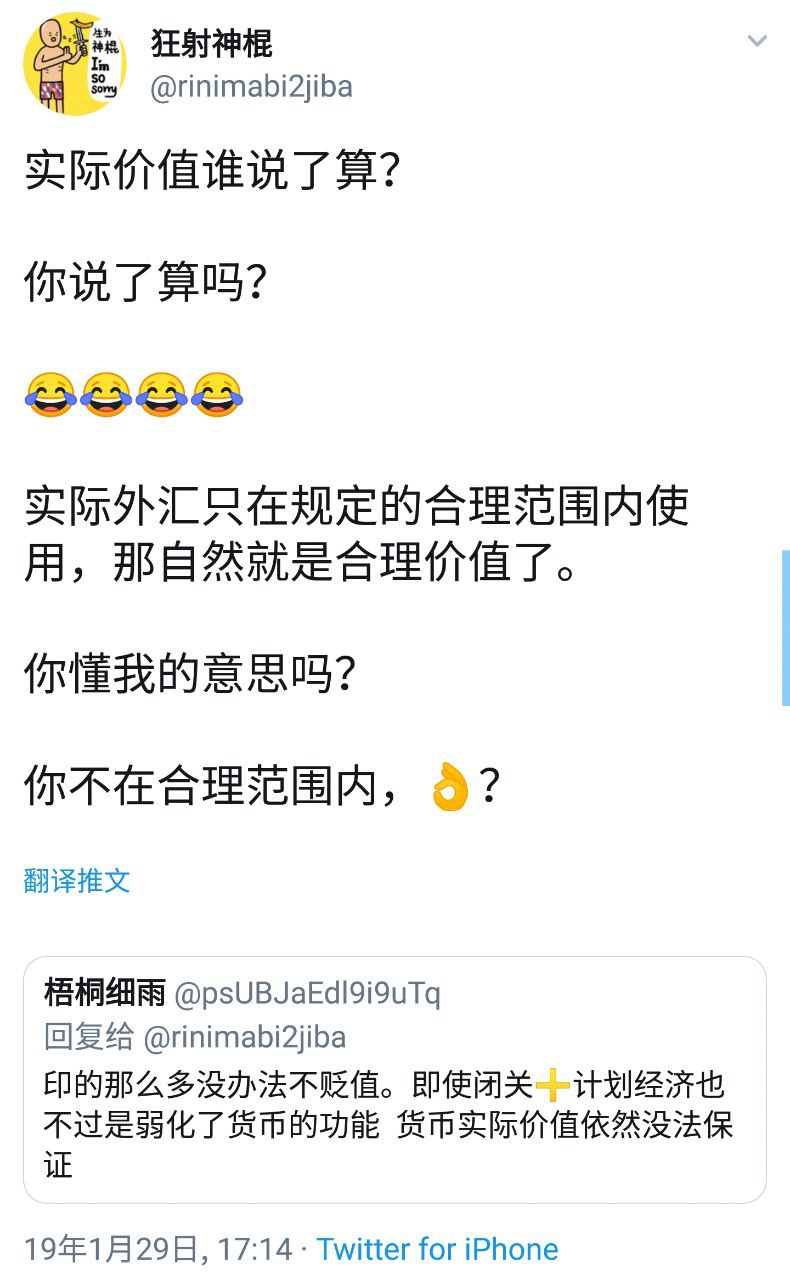 生为
神棍
I'm
so
sorry
狂射神棍
@rinimabi2jiba
实际价值谁说了算？
你说了算吗？
😂😂😂😂
实际外汇只在规定的合理范围内使
用，那自然就是合理价值了。
你懂我的意思吗？
你不在合理范围内，👌？
翻译推文
梧桐细雨 @psUBJaEdl9i9uTq
回复给 @rinimabi2jiba
印的那么多没办法不贬值。即使闭关➕计划经济也
不过是弱化了货币的功能 货币实际价值依然没法保
证
19年1月29日, 17:14 · Twitter for iPhone